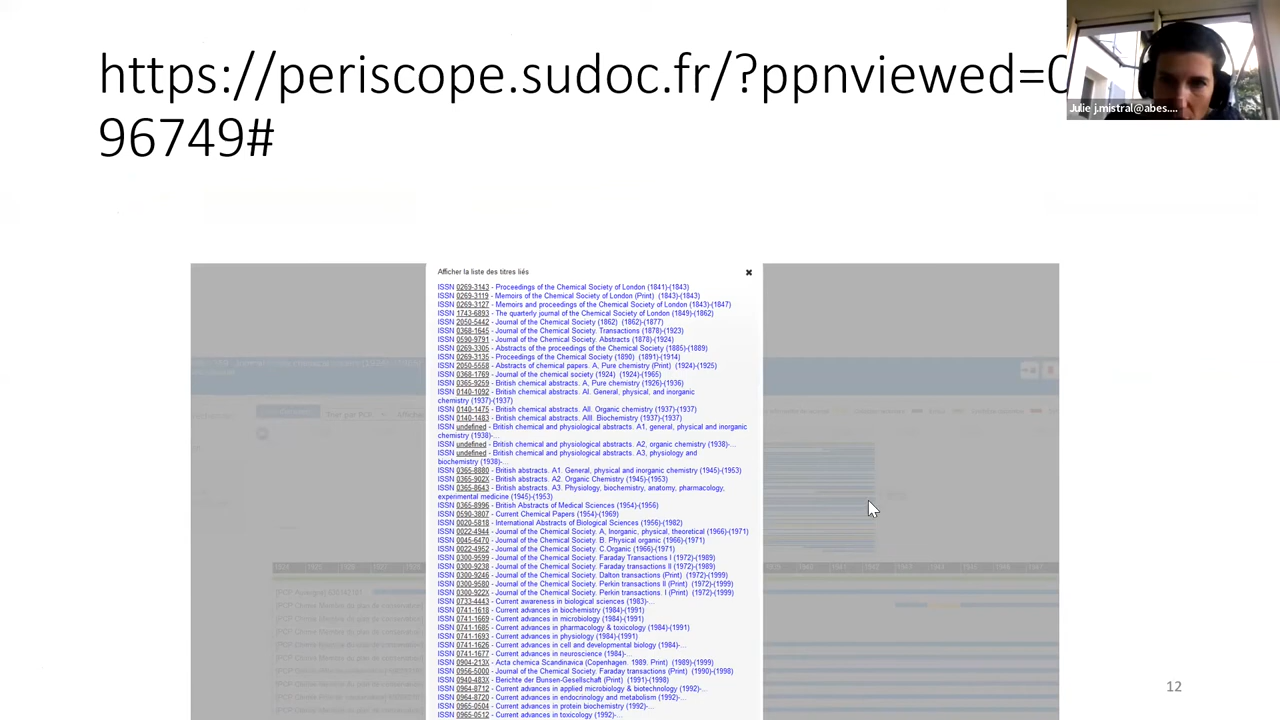 https://periscope.sudoc.fr/?ppnviewed=0
96749#
Julie j.mistral@abes....
Afficher la liste des titres liés
ISSN 0269-3143 - Proceedings of the Chemical Society of London (1841)-(1843)
ISSN 0269-3119 - Memoirs of the Chemical Society of London (Print) (1843)-(1843)
ISSN 0269-3127 - Memoirs and proceedings of the Chemical Society of London (1843)-(1847)
ISSN 1743-6893 - The quarterly journal of the Chemical Society of London (1849)-(1862)
ISSN 2050-5442 - Journal of the Chemical Society (1862) (1862)-(1877)
ISSN 0368-1645 - Journal of the Chemical Society. Transactions (1878)-(1923)
ISSN 0590-9791 - Journal of the Chemical Society. Abstracts (1878)-(1924)
ISSN 0269-3305 - Abstracts of the proceedings of the Chemical Society (1885)-(1889)
ISSN 0269-3135 - Proceedings of the Chemical Society (1890) (1891)-(1914)
ISSN 2050-5558 - Abstracts of chemical papers. A, Pure chemistry (Print) (1924)-(1925)
ISSN 0368-1769 - Journal of the chemical society (1924) (1924)-(1965)
ISSN 0365-9259 - British chemical abstracts. A, Pure chemistry (1926)-(1936)
ISSN 0140-1092 - British chemical abstracts. AI. General, physical, and inorganic
chemistry (1937)-(1937)
ISSN 0140-1475 - British chemical abstracts. AII. Organic chemistry (1937)-(1937)
ISSN 0140-1483 - British chemical abstracts. AIII. Biochemistry (1937)-(1937)
ISSN undefined - British chemical and physiological abstracts. A1, general, physical and inorganic
chemistry (1938)-...
ISSN undefined - British chemical and physiological abstracts. A2, organic chemistry (1938)-...
ISSN undefined - British chemical and physiological abstracts. A3, physiology and
biochemistry (1938)-...
ISSN 0365-8880 - British abstracts. A1. General, physical and inorganic chemistry (1945)-(1953)
ISSN 0365-902X - British abstracts. A2. Organic Chemistry (1945)-(1953)
ISSN 0365-8643 - British abstracts. A3. Physiology, biochemistry, anatomy, pharmacology,
experimental medicine (1945)-(1953)
ISSN 0365-8996 - British Abstracts of Medical Sciences (1954)-(1956)
ISSN 0590-3807 - Current Chemical Papers (1954)-(1969)
ISSN 0020-5818 - International Abstracts of Biological Sciences (1956)-(1982)
ISSN 0022-4944 - Journal of the Chemical Society. A, Inorganic, physical, theoretical (1966)-(1971)
ISSN 0045-6470 - Journal of the Chemical Society. B. Physical organic (1966)-(1971)
ISSN 0022-4952 - Journal of the Chemical Society. C.Organic (1966)-(1971)
ISSN 0300-9599 - Journal of the Chemical Society. Faraday Transactions I (1972)-(1989)
ISSN 0300-9238 - Journal of the Chemical Society. Faraday transactions II (1972)-(1989)
ISSN 0300-9246 - Journal of the Chemical Society. Dalton transactions (Print) (1972)-(1999)
ISSN 0300-9580 - Journal of the Chemical Society. Perkin transactions II (Print) (1972)-(1999)
ISSN 0300-922X - Journal of the Chemical Society. Perkin transactions. I (Print) (1972)-(1999)
ISSN 0733-4443 - Current awareness in biological sciences (1983)-...
ISSN 0741-1618 - Current advances in biochemistry (1984)-(1991)
ISSN 0741-1669 - Current advances in microbiology (1984)-(1991)
ISSN 0741-1685 - Current advances in pharmacology & toxicology (1984)-(1991)
ISSN 0741-1693 - Current advances in physiology (1984)-(1991)
ISSN 0741-1626 - Current advances in cell and developmental biology (1984)-...
ISSN 0741-1677 - Current advances in neuroscience (1984)-...
ISSN 0904-213X - Acta chemica Scandinavica (Copenhagen. 1989. Print) (1989)-(1999)
ISSN 0956-5000 - Journal of the Chemical Society. Faraday transactions (Print) (1990)-(1998)
ISSN 0940-483X - Berichte der Bunsen-Gesellschaft (Print) (1991)-(1998)
ISSN 0964-8712 - Current advances in applied microbiology & biotechnology (1992)-...
ISSN 0964-8720 - Current advances in endocrinology and metabolism (1992)-...
ISSN 0965-0504 - Current advances in protein biochemistry (1992)-...
ISSN 0965-0512 - Current advances in toxicology (1992)-...
12